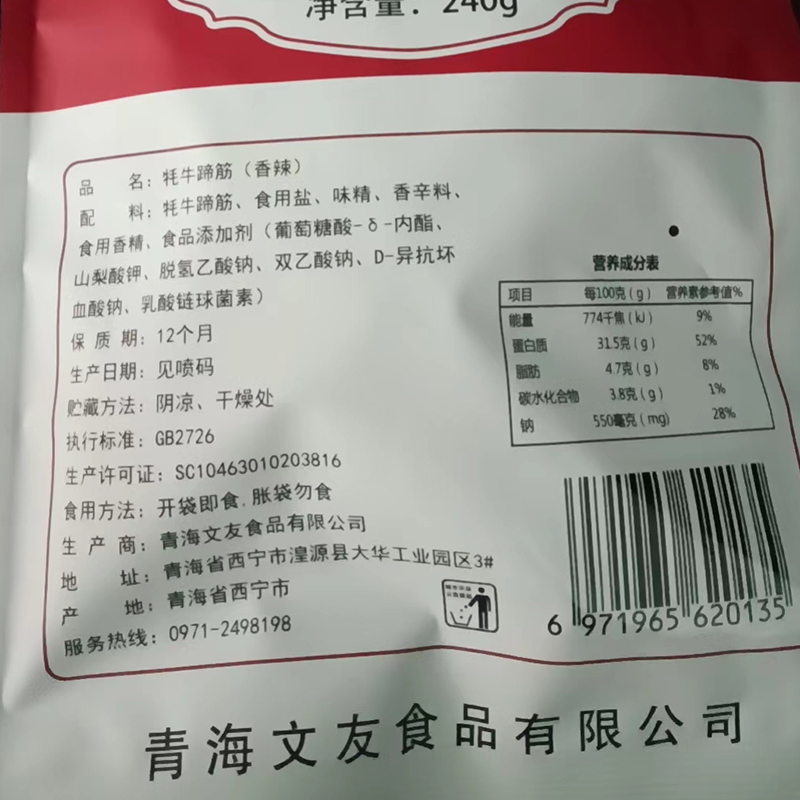 净含量：240g
品 名：牦牛蹄筋（香辣）
配 料：牦牛蹄筋、食用盐、味精、香辛料、
食用香精、食品添加剂（葡萄糖酸-δ-内酯、
山梨酸钾、脱氢乙酸钠、双乙酸钠、D-异抗坏
血酸钠、乳酸链球菌素）
保 质 期：12个月
生产日期：见喷码
贮藏方法：阴凉、干燥处
执行标准：GB2726
生产许可证：SC10463010203816
食用方法：开袋即食，胀袋勿食
生 产 商：青海文友食品有限公司
地 址：青海省西宁市湟源县大华工业园区3#
产 地：青海省西宁市
服务热线：0971-2498198
营养成分表
项目 每100克(g) 营养素参考值%
能量 774千焦(kJ) 9%
蛋白质 31.5克(g) 52%
脂肪 4.7克(g) 8%
碳水化合物 3.8克(g) 1%
钠 550毫克(mg) 28%
6 971965 620135
青海文友食品有限公司